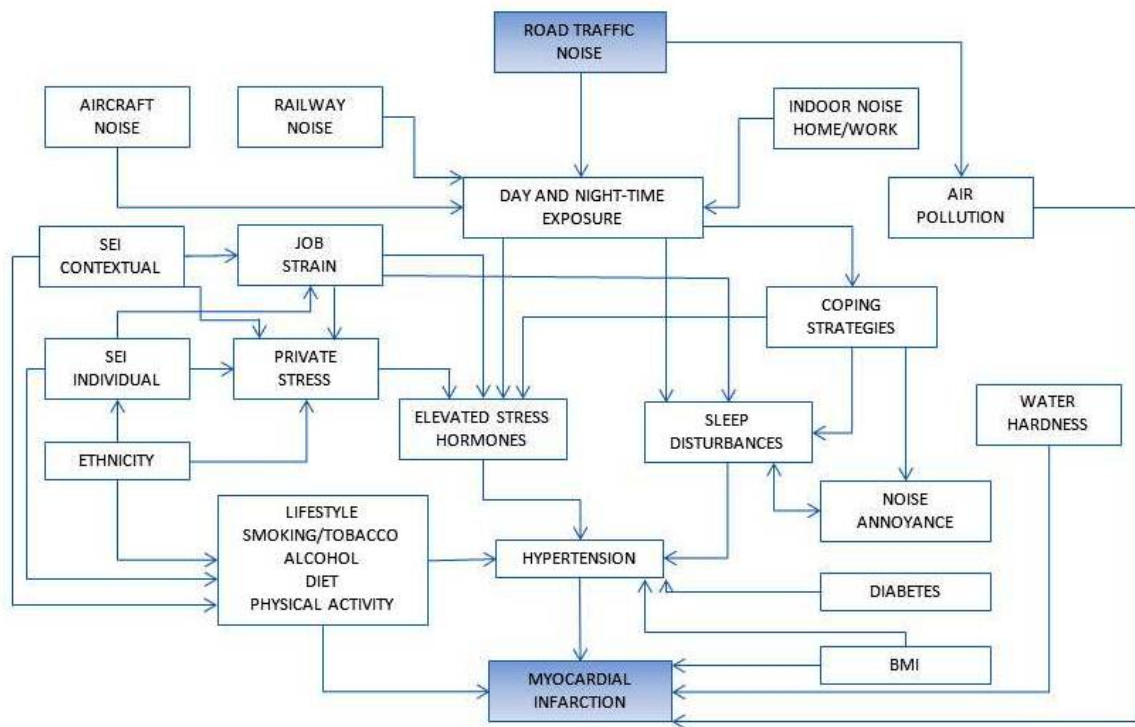 ROAD TRAFFIC
NOISE
AIRCRAFT
NOISE
RAILWAY
NOISE
INDOOR NOISE
HOME/WORK
DAY AND NIGHT-TIME
EXPOSURE
AIR
POLLUTION
SEI
CONTEXTUAL
JOB
STRAIN
COPING
STRATEGIES
SEI
INDIVIDUAL
PRIVATE
STRESS
ELEVATED STRESS
HORMONES
SLEEP
DISTURBANCES
WATER
HARDNESS
ETHNICITY
NOISE
ANNOYANCE
LIFESTYLE
SMOKING/TOBACCO
ALCOHOL
DIET
PHYSICAL ACTIVITY
HYPERTENSION
DIABETES
BMI
MYOCARDIAL
INFARCTION